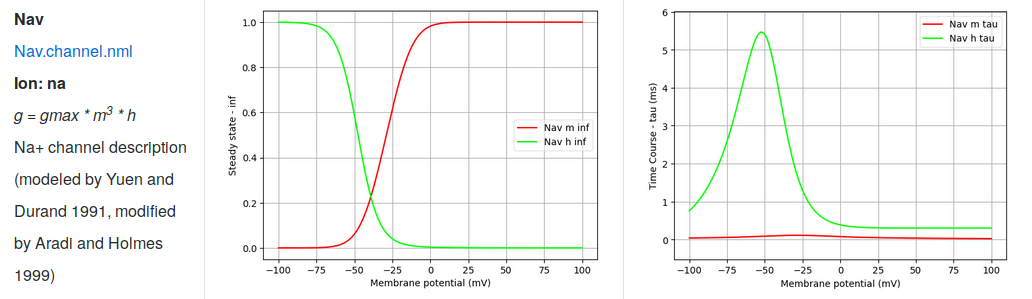 Nav
Nav.channel.nml
Ion: na
g = gmax * m³ * h
Na+ channel description
(modeled by Yuen and
Durand 1991, modified
by Aradi and Holmes
1999)
Steady state - inf
1.0
0.8
0.6
0.4
0.2
0.0
Nav m inf
Nav h inf
−100 −75 −50 −25 0 25 50 75 100
Membrane potential (mV)
Time Course - tau (ms)
6
5
4
3
2
1
0
Nav m tau
Nav h tau
−100 −75 −50 −25 0 25 50 75 100
Membrane potential (mV)